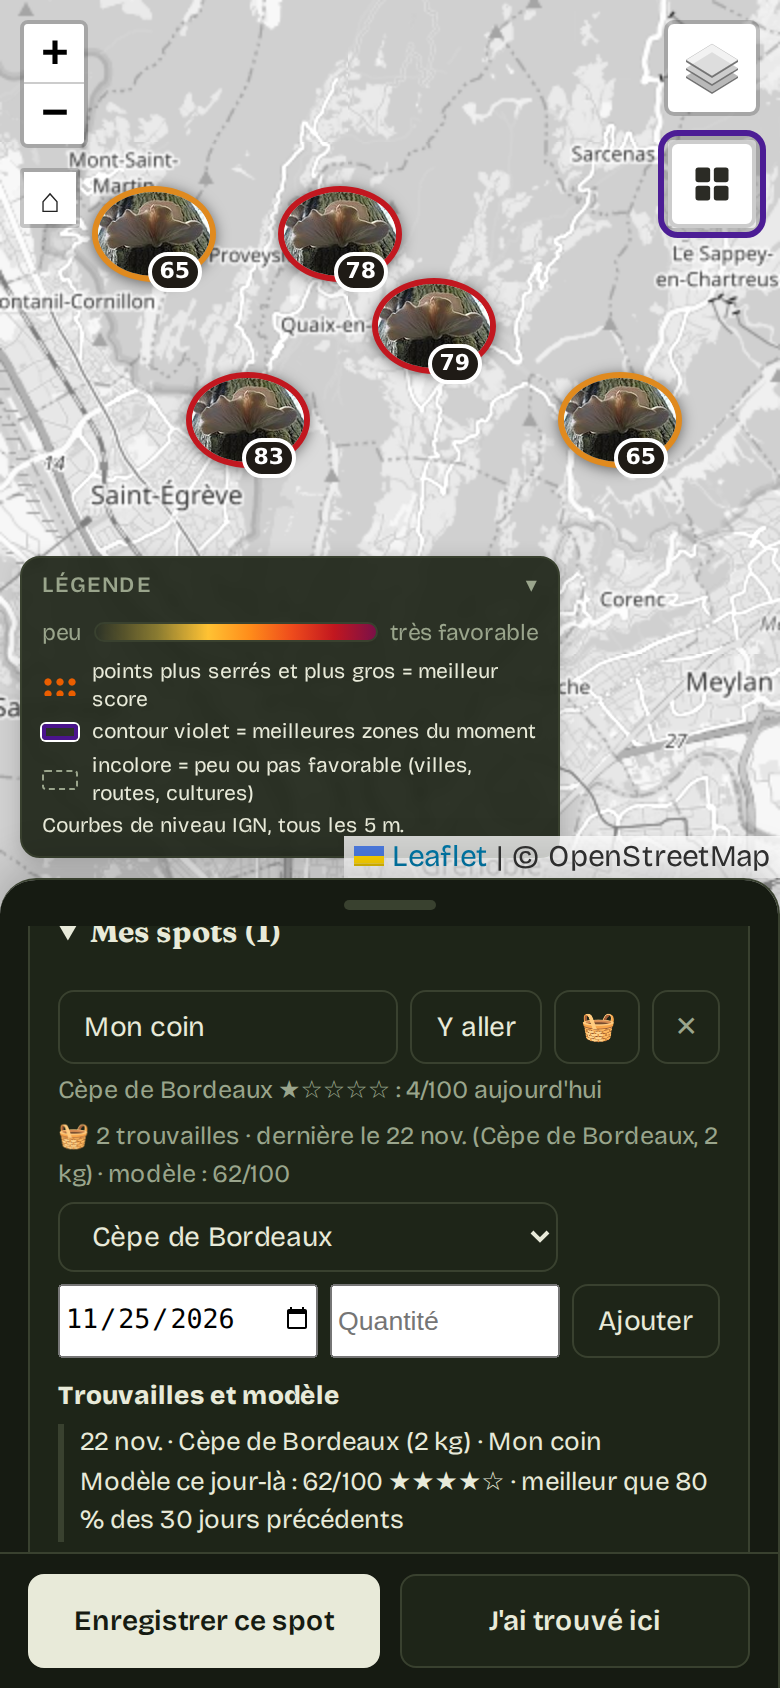 +
−
Mont-Saint-
Martin
Sarcenas
65
Proveys
78
Le Sappey-
en-Chartreus
ontanil-Cornillon
Quaix-en-
79
83
65
14
Saint-Égrève
LÉGENDE ▼
peu très favorable
Corenc
points plus serrés et plus gros = meilleur
score
che
Meylan
Sa
contour violet = meilleures zones du moment
27
incolore = peu ou pas favorable (villes,
routes, cultures)
Courbes de niveau IGN, tous les 5 m.
Leaflet | © OpenStreetMap
▼ Mes spots (1)
Mon coin Y aller ✕
Cèpe de Bordeaux ★☆☆☆☆ : 4/100 aujourd'hui
2 trouvailles · dernière le 22 nov. (Cèpe de Bordeaux, 2
kg) · modèle : 62/100
Cèpe de Bordeaux
11/25/2026 Quantité Ajouter
Trouvailles et modèle
22 nov. · Cèpe de Bordeaux (2 kg) · Mon coin
Modèle ce jour-là : 62/100 ★★★★☆ · meilleur que 80
% des 30 jours précédents
Enregistrer ce spot J'ai trouvé ici